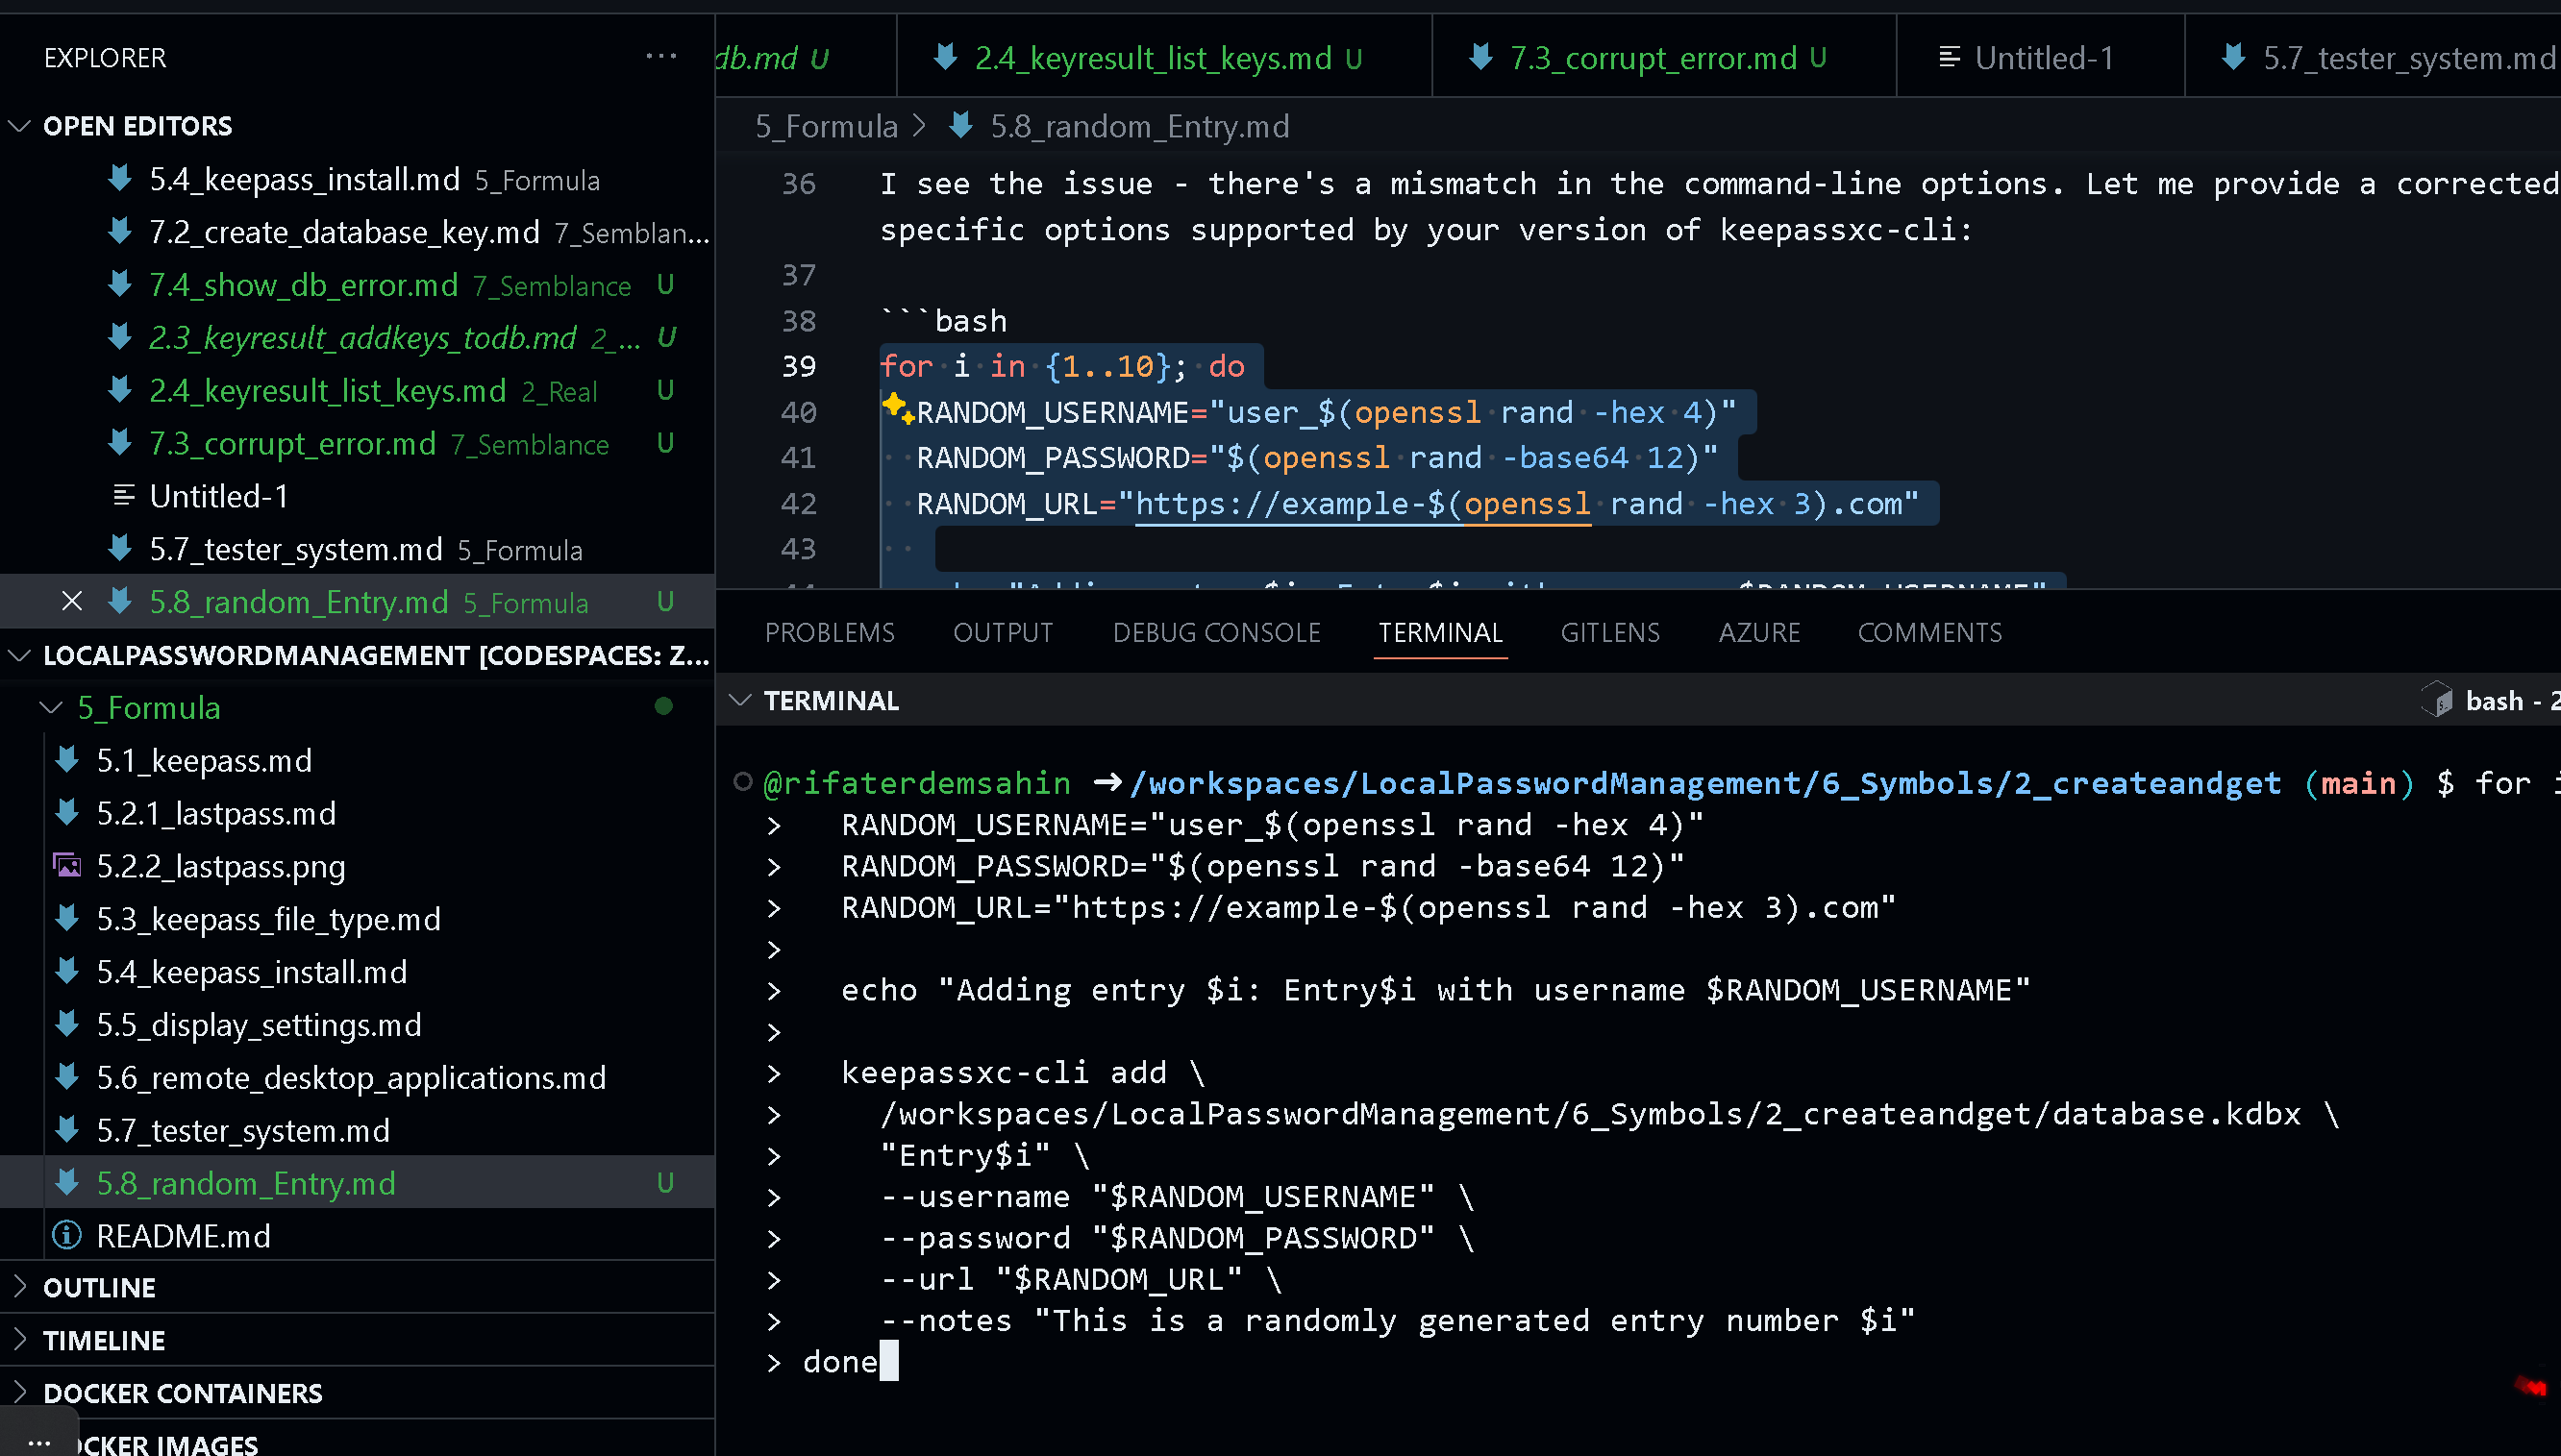 EXPLORER
···
OPEN EDITORS
5.4_keepass_install.md 5_Formula
7.2_create_database_key.md 7_Semblan...
7.4_show_db_error.md 7_Semblance U
2.3_keyresult_addkeys_todb.md 2_... U
2.4_keyresult_list_keys.md 2_Real U
7.3_corrupt_error.md 7_Semblance U
Untitled-1
5.7_tester_system.md 5_Formula
5.8_random_Entry.md 5_Formula U
LOCALPASSWORDMANAGEMENT [CODESPACES: Z...
5_Formula
5.1_keepass.md
5.2.1_lastpass.md
5.2.2_lastpass.png
5.3_keepass_file_type.md
5.4_keepass_install.md
5.5_display_settings.md
5.6_remote_desktop_applications.md
5.7_tester_system.md
5.8_random_Entry.md U
README.md
OUTLINE
TIMELINE
DOCKER CONTAINERS
... OCKER IMAGES
db.md U
2.4_keyresult_list_keys.md U
7.3_corrupt_error.md U
Untitled-1
5.7_tester_system.md
5_Formula > 5.8_random_Entry.md
36 I see the issue - there's a mismatch in the command-line options. Let me provide a corrected
specific options supported by your version of keepassxc-cli:
37
38 ```bash
39 for i in {1..10}; do
40 RANDOM_USERNAME="user_$(openssl rand -hex 4)"
41 RANDOM_PASSWORD="$(openssl rand -base64 12)"
42 RANDOM_URL="https://example-$(openssl rand -hex 3).com"
43
PROBLEMS OUTPUT DEBUG CONSOLE TERMINAL GITLENS AZURE COMMENTS
TERMINAL
bash - 2
@rifaterdemsahin ➜ /workspaces/LocalPasswordManagement/6_Symbols/2_createandget (main) $ for i
> RANDOM_USERNAME="user_$(openssl rand -hex 4)"
> RANDOM_PASSWORD="$(openssl rand -base64 12)"
> RANDOM_URL="https://example-$(openssl rand -hex 3).com"
>
> echo "Adding entry $i: Entry$i with username $RANDOM_USERNAME"
>
> keepassxc-cli add \
> /workspaces/LocalPasswordManagement/6_Symbols/2_createandget/database.kdbx \
> "Entry$i" \
> --username "$RANDOM_USERNAME" \
> --password "$RANDOM_PASSWORD" \
> --url "$RANDOM_URL" \
> --notes "This is a randomly generated entry number $i"
> done